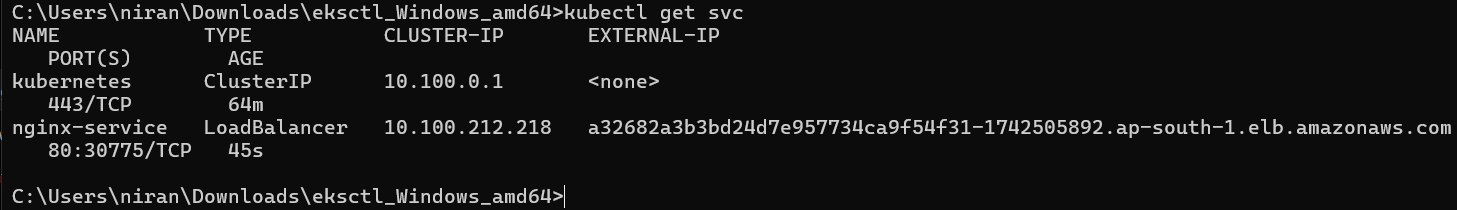 C:\Users\niran\Downloads\eksctl_Windows_amd64>kubectl get svc
NAME            TYPE           CLUSTER-IP       EXTERNAL-IP
   PORT(S)        AGE
kubernetes      ClusterIP      10.100.0.1       <none>
   443/TCP        64m
nginx-service   LoadBalancer   10.100.212.218   a32682a3b3bd24d7e957734ca9f54f31-1742505892.ap-south-1.elb.amazonaws.com
   80:30775/TCP   45s
C:\Users\niran\Downloads\eksctl_Windows_amd64>